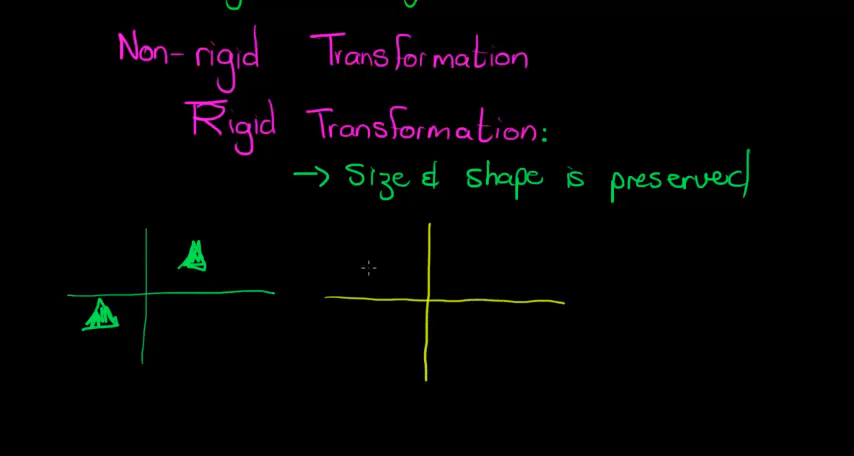 Non-rigid Transformation
Rigid Transformation:
→ Size & shape is preserved